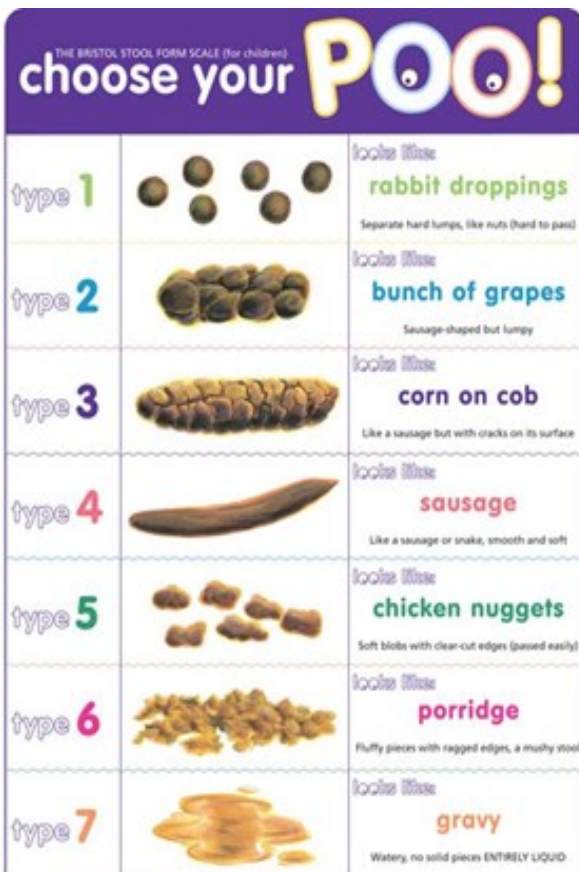 THE BRISTOL STOOL FORM SCALE (for children)
choose your POO!
type 1
looks like:
rabbit droppings
Separate hard lumps, like nuts (hard to pass)
type 2
looks like:
bunch of grapes
Sausage-shaped but lumpy
type 3
looks like:
corn on cob
Like a sausage but with cracks on its surface
type 4
looks like:
sausage
Like a sausage or snake, smooth and soft
type 5
looks like:
chicken nuggets
Soft blobs with clear-cut edges (passed easily)
type 6
looks like:
porridge
Fluffy pieces with ragged edges, a mushy stool
type 7
looks like:
gravy
Watery, no solid pieces ENTIRELY LIQUID